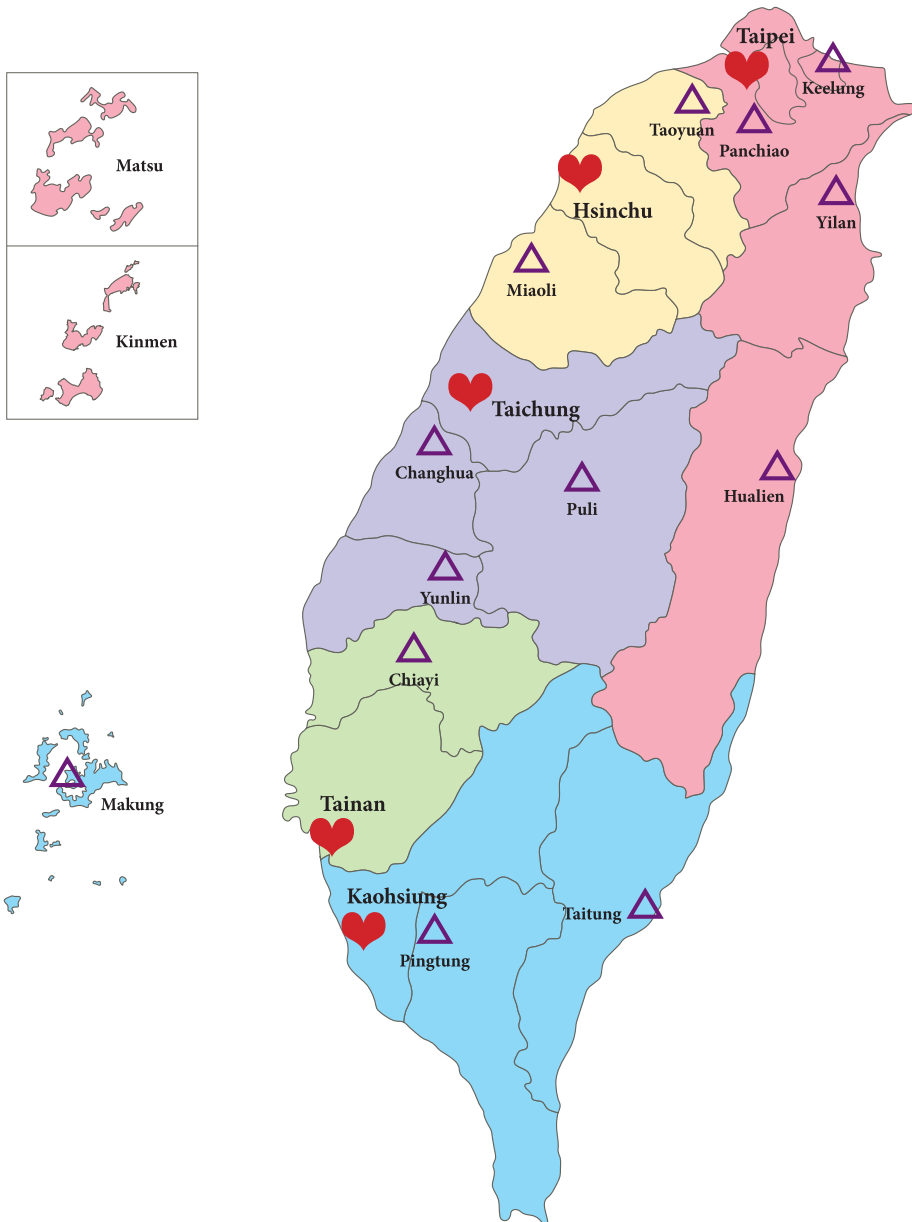 Taipei
Keelung
Taoyuan
Panchiao
Matsu
Hsinchu
Yilan
Miaoli
Kinmen
Taichung
Changhua
Hualien
Puli
Yunlin
Chiayi
Makung
Tainan
Kaohsiung
Taitung
Pingtung